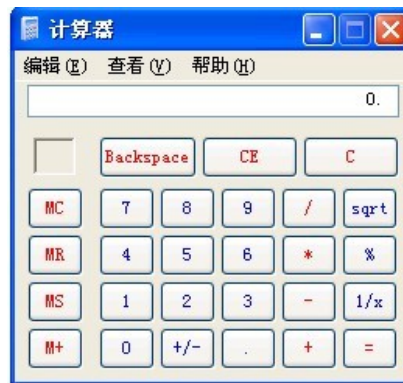 计算器
编辑(E) 查看(V) 帮助(H)
0.
Backspace CE C
MC 7 8 9 / sqrt
MR 4 5 6 * %
MS 1 2 3 - 1/x
M+ 0 +/- . + =